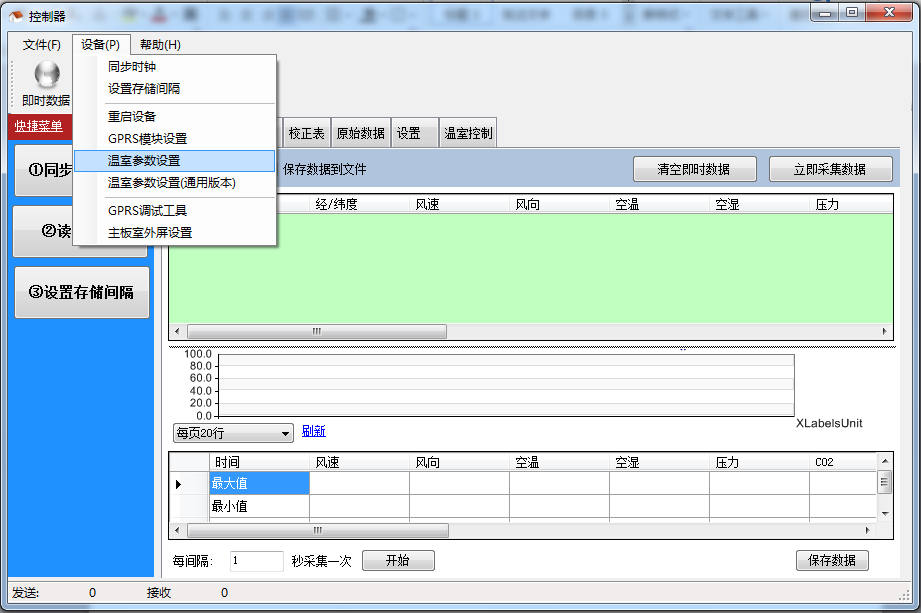 控制器
文件(F) 设备(P) 帮助(H)
即时数据
同步时钟
设置存储间隔
重启设备
GPRS模块设置
温室参数设置
温室参数设置(通用版本)
GPRS调试工具
主板室外屏设置
快捷菜单
①同步
②读
③设置存储间隔
校正表 原始数据 设置 温室控制
保存数据到文件 清空即时数据 立即采集数据
经/纬度 风速 风向 空温 空湿 压力
100.0
80.0
60.0
40.0
20.0
0.0
XLabelsUnit
每页20行 刷新
时间 风速 风向 空温 空湿 压力 CO2
最大值
最小值
每间隔: 1 秒采集一次 开始 保存数据
发送: 0 接收 0